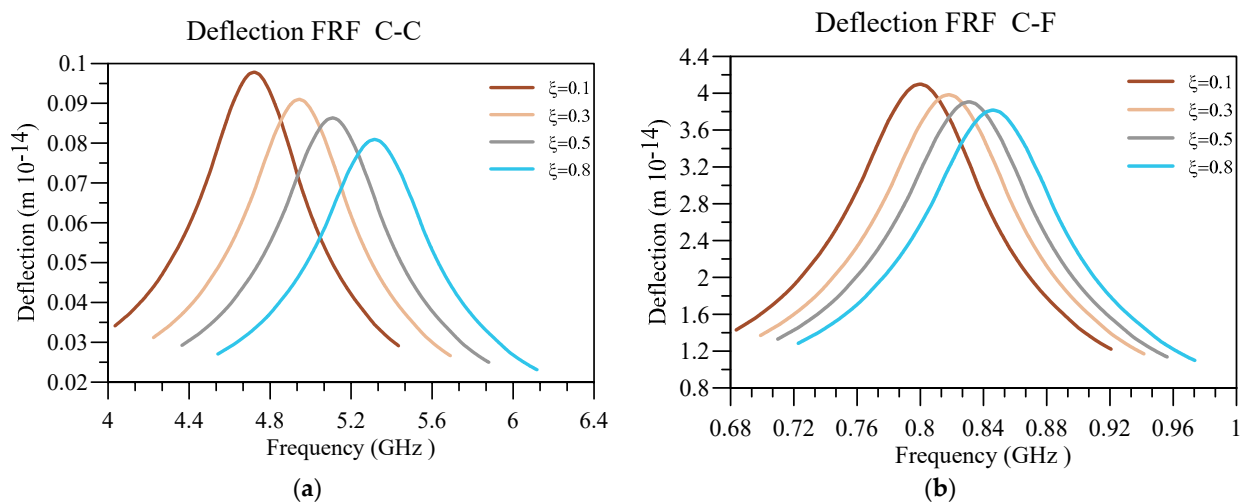 Deflection FRF C-C
0.1
0.09
0.08
0.07
0.06
0.05
0.04
0.03
0.02
Deflection (m 10-14)
ξ=0.1
ξ=0.3
ξ=0.5
ξ=0.8
4
4.4
4.8
5.2
5.6
6
6.4
Frequency (GHz )
(a)
Deflection FRF C-F
4.4
4
3.6
3.2
2.8
2.4
2
1.6
1.2
0.8
Deflection (m 10-14)
ξ=0.1
ξ=0.3
ξ=0.5
ξ=0.8
0.68
0.72
0.76
0.8
0.84
0.88
0.92
0.96
1
Frequency (GHz )
(b)